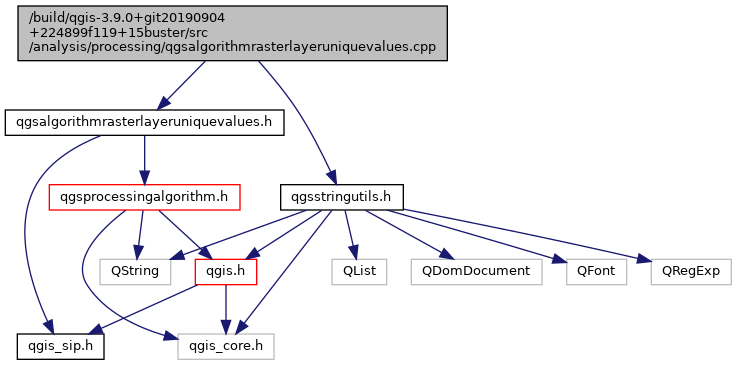 /build/qgis-3.9.0+git20190904
+224899f119+15buster/src
/analysis/processing/qgsalgorithmrasterlayeruniquevalues.cpp
qgsalgorithmrasterlayeruniquevalues.h
qgsprocessingalgorithm.h
qgsstringutils.h
QString
qgis.h
QList
QDomDocument
QFont
QRegExp
qgis_sip.h
qgis_core.h